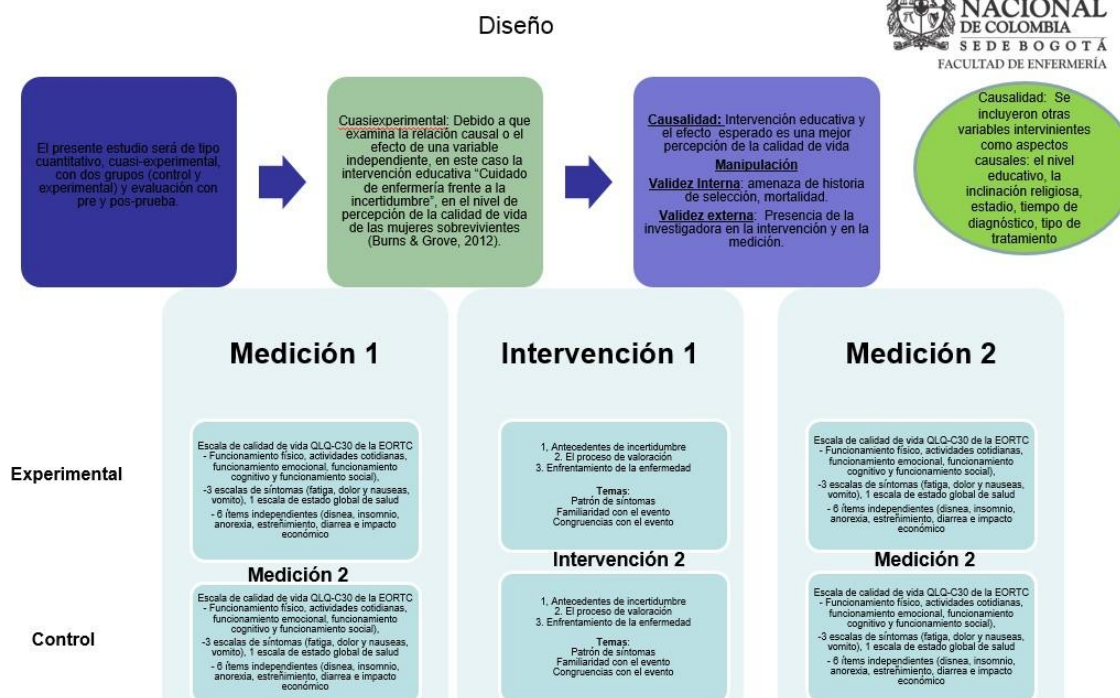 Diseño
NACIONAL
DE COLOMBIA
SEDE BOGOTÁ
FACULTAD DE ENFERMERÍA
El presente estudio será de tipo
cuantitativo, cuasi-experimental,
con dos grupos (control y
experimental) y evaluación con
pre y pos-prueba.
Cuasiexperimental: Debido a que
examina la relación causal o el
efecto de una variable
independiente, en este caso la
intervención educativa “Cuidado
de enfermería frente a la
incertidumbre”, en el nivel de
percepción de la calidad de vida
de las mujeres sobrevivientes
(Burns & Grove, 2012).
Causalidad: Intervención educativa y
el efecto esperado es una mejor
percepción de la calidad de vida
Manipulación
Validez Interna: amenaza de historia
de selección, mortalidad.
Validez externa: Presencia de la
investigadora en la intervención y en la
medición.
Causalidad: Se
incluyeron otras
variables intervinientes
como aspectos
causales: el nivel
educativo, la
inclinación religiosa,
estadio, tiempo de
diagnóstico, tipo de
tratamiento
Medición 1
Intervención 1
Medición 2
Experimental
Escala de calidad de vida QLQ-C30 de la EORTC
- Funcionamiento físico, actividades cotidianas,
funcionamiento emocional, funcionamiento
cognitivo y funcionamiento social),
-3 escalas de síntomas (fatiga, dolor y nauseas,
vomito), 1 escala de estado global de salud
- 6 ítems independientes (disnea, insomnio,
anorexia, estreñimiento, diarrea e impacto
económico
1, Antecedentes de incertidumbre
2. El proceso de valoración
3. Enfrentamiento de la enfermedad
Temas:
Patrón de síntomas
Familiaridad con el evento
Congruencias con el evento
Escala de calidad de vida QLQ-C30 de la EORTC
- Funcionamiento físico, actividades cotidianas,
funcionamiento emocional, funcionamiento
cognitivo y funcionamiento social),
-3 escalas de síntomas (fatiga, dolor y nauseas,
vomito), 1 escala de estado global de salud
- 6 ítems independientes (disnea, insomnio,
anorexia, estreñimiento, diarrea e impacto
económico
Medición 2
Intervención 2
Medición 2
Control
Escala de calidad de vida QLQ-C30 de la EORTC
- Funcionamiento físico, actividades cotidianas,
funcionamiento emocional, funcionamiento
cognitivo y funcionamiento social),
-3 escalas de síntomas (fatiga, dolor y nauseas,
vomito), 1 escala de estado global de salud
- 6 ítems independientes (disnea, insomnio,
anorexia, estreñimiento, diarrea e impacto
económico
1, Antecedentes de incertidumbre
2. El proceso de valoración
3. Enfrentamiento de la enfermedad
Temas:
Patrón de síntomas
Familiaridad con el evento
Congruencias con el evento
Escala de calidad de vida QLQ-C30 de la EORTC
- Funcionamiento físico, actividades cotidianas,
funcionamiento emocional, funcionamiento
cognitivo y funcionamiento social),
-3 escalas de síntomas (fatiga, dolor y nauseas,
vomito), 1 escala de estado global de salud
- 6 ítems independientes (disnea, insomnio,
anorexia, estreñimiento, diarrea e impacto
económico